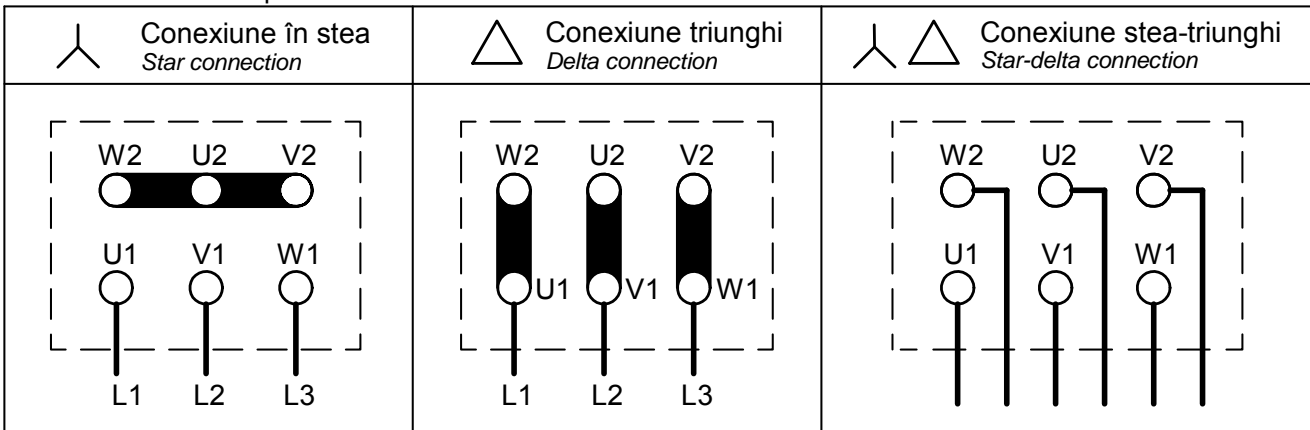 Conexiune în stea
Star connection
Conexiune triunghi
Delta connection
Conexiune stea-triunghi
Star-delta connection
W2 U2 V2
U1 V1 W1
L1 L2 L3
W2 U2 V2
U1 V1 W1
L1 L2 L3
W2 U2 V2
U1 V1 W1